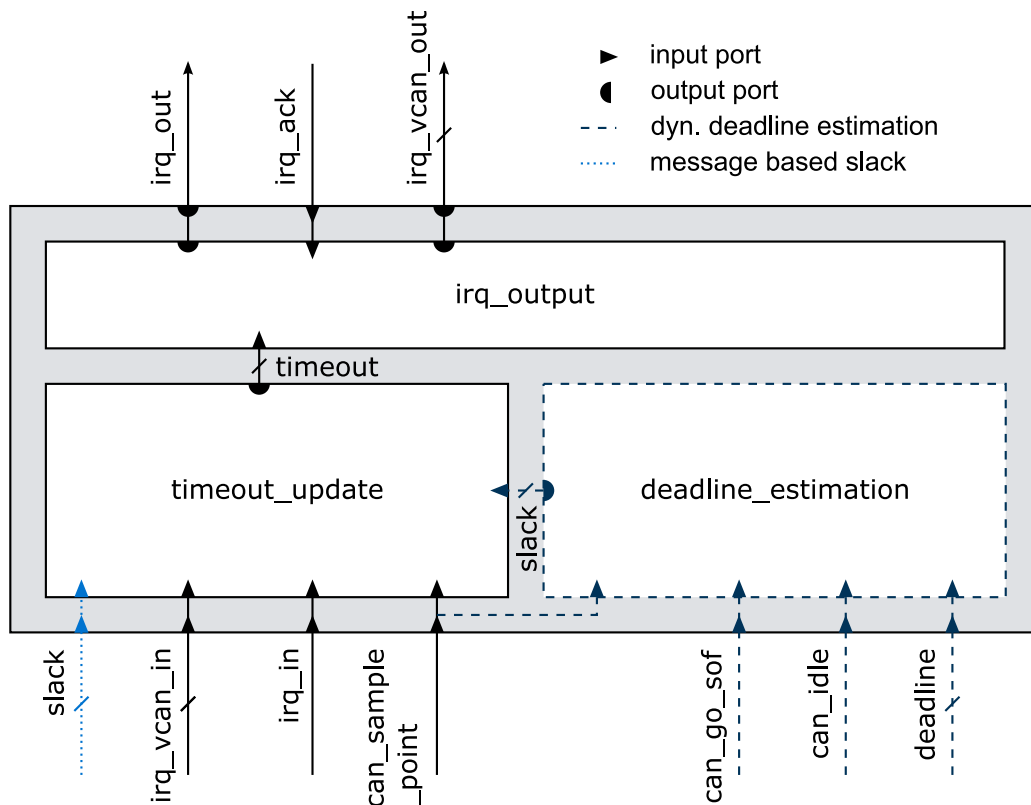 irq_out
irq_ack
irq_vcan_out
input port
output port
dyn. deadline estimation
message based slack
irq_output
timeout
timeout_update
slack
deadline_estimation
slack
irq_vcan_in
irq_in
can_sample
_point
can_go_sof
can_idle
deadline